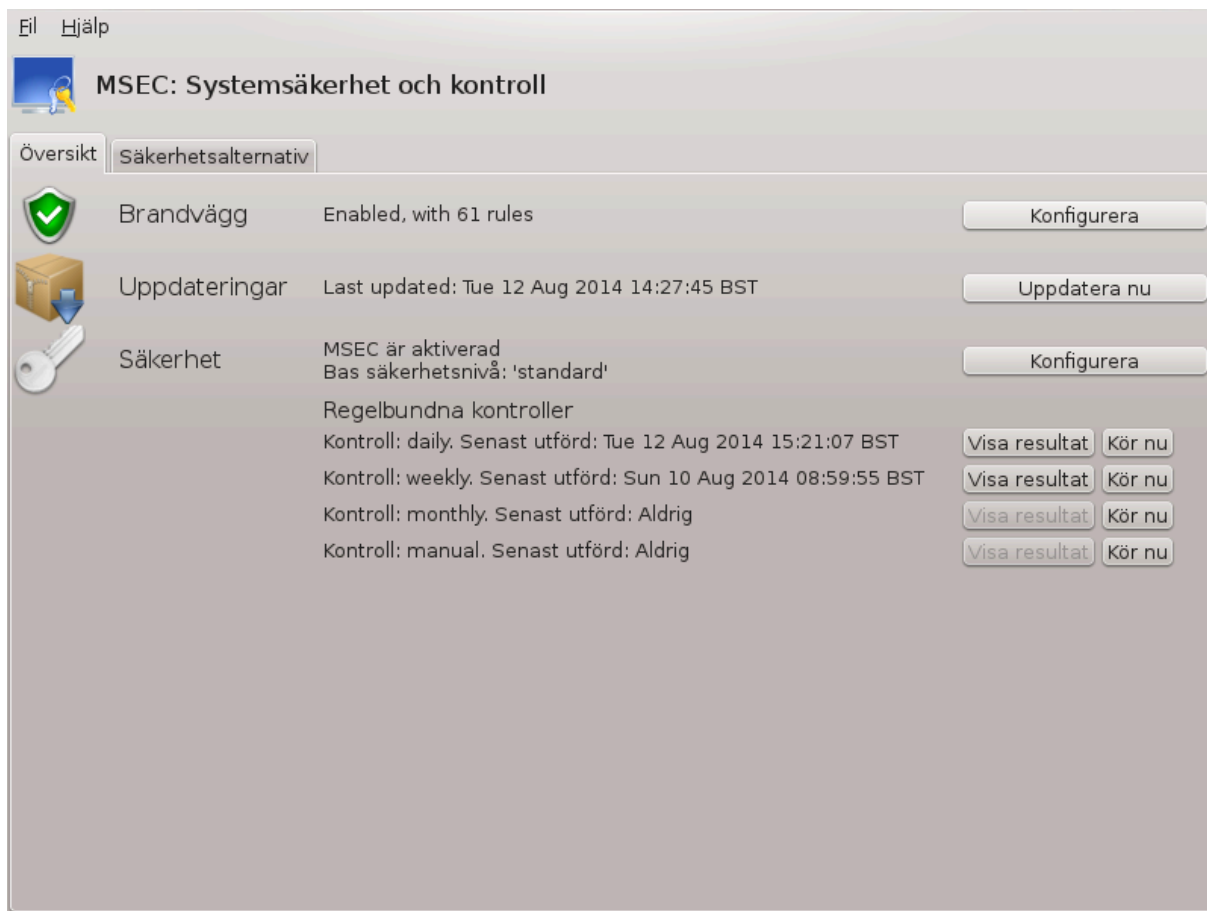 Fil Hjälp
MSEC: Systemsäkerhet och kontroll
Översikt Säkerhetsalternativ
Brandvägg Enabled, with 61 rules Konfigurera
Uppdateringar Last updated: Tue 12 Aug 2014 14:27:45 BST Uppdatera nu
Säkerhet MSEC är aktiverad
Bas säkerhetsnivå: 'standard' Konfigurera
Regelbundna kontroller
Kontroll: daily. Senast utförd: Tue 12 Aug 2014 15:21:07 BST Visa resultat Kör nu
Kontroll: weekly. Senast utförd: Sun 10 Aug 2014 08:59:55 BST Visa resultat Kör nu
Kontroll: monthly. Senast utförd: Aldrig Visa resultat Kör nu
Kontroll: manual. Senast utförd: Aldrig Visa resultat Kör nu